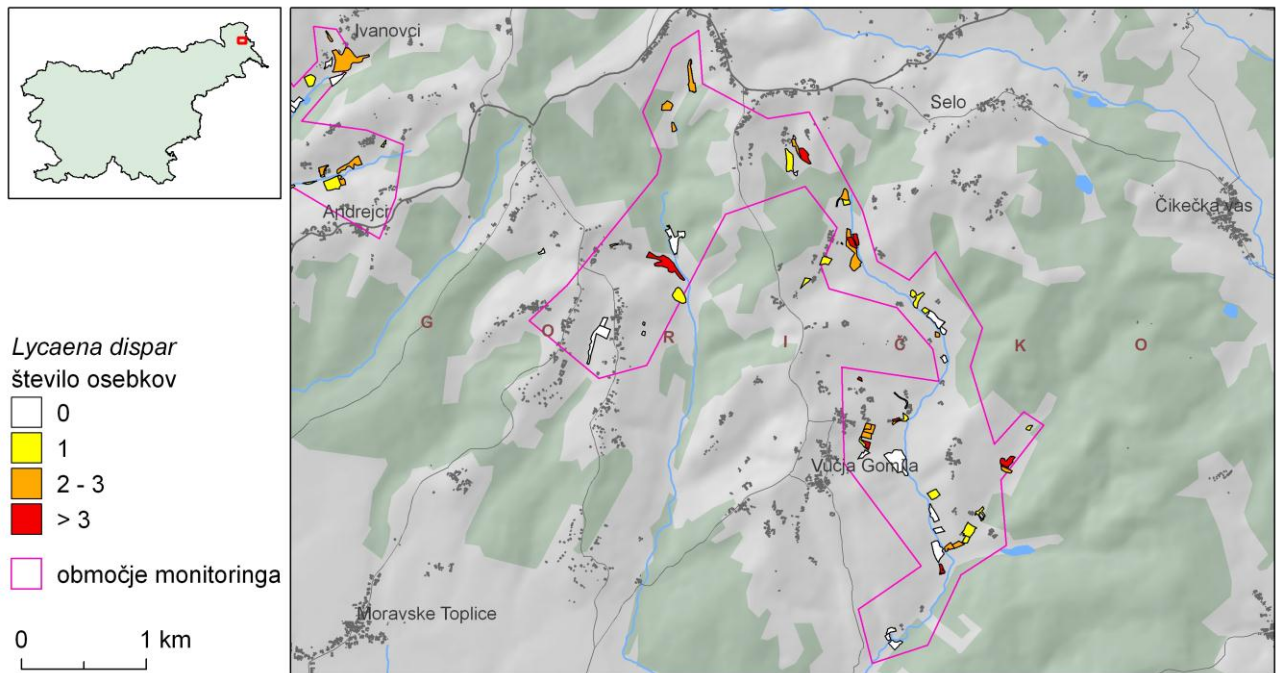 Lycaena dispar
število osebkov
0
1
2 - 3
> 3
območje monitoringa
0 1 km
Ivanovci
Selo
Andrejci
Čikečka vas
G O R I Č K O
Vučja Gomila
Moravske Toplice